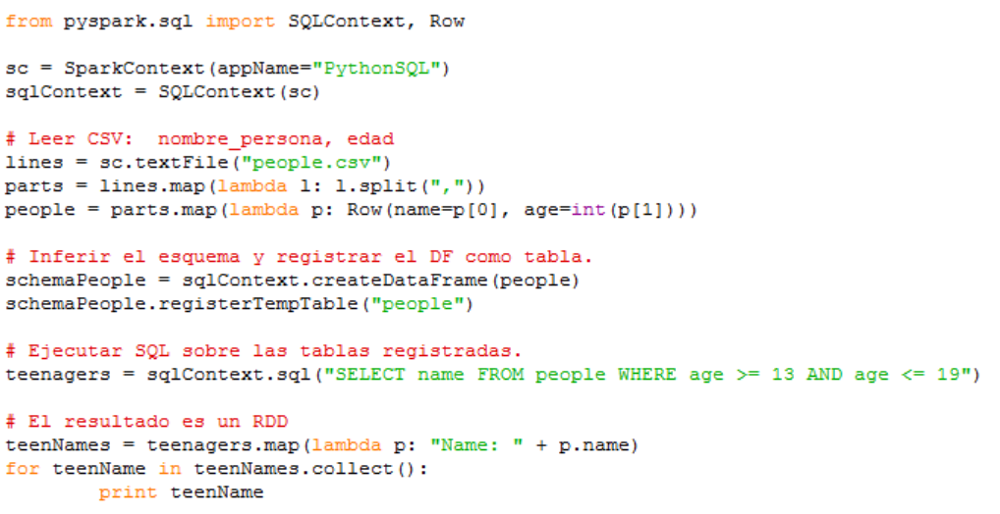 from pyspark.sql import SQLContext, Row
sc = SparkContext(appName="PythonSQL")
sqlContext = SQLContext(sc)
# Leer CSV:  nombre_persona, edad
lines = sc.textFile("people.csv")
parts = lines.map(lambda l: l.split(","))
people = parts.map(lambda p: Row(name=p[0], age=int(p[1])))
# Inferir el esquema y registrar el DF como tabla.
schemaPeople = sqlContext.createDataFrame(people)
schemaPeople.registerTempTable("people")
# Ejecutar SQL sobre las tablas registradas.
teenagers = sqlContext.sql("SELECT name FROM people WHERE age >= 13 AND age <= 19")
# El resultado es un RDD
teenNames = teenagers.map(lambda p: "Name: " + p.name)
for teenName in teenNames.collect():
        print teenName